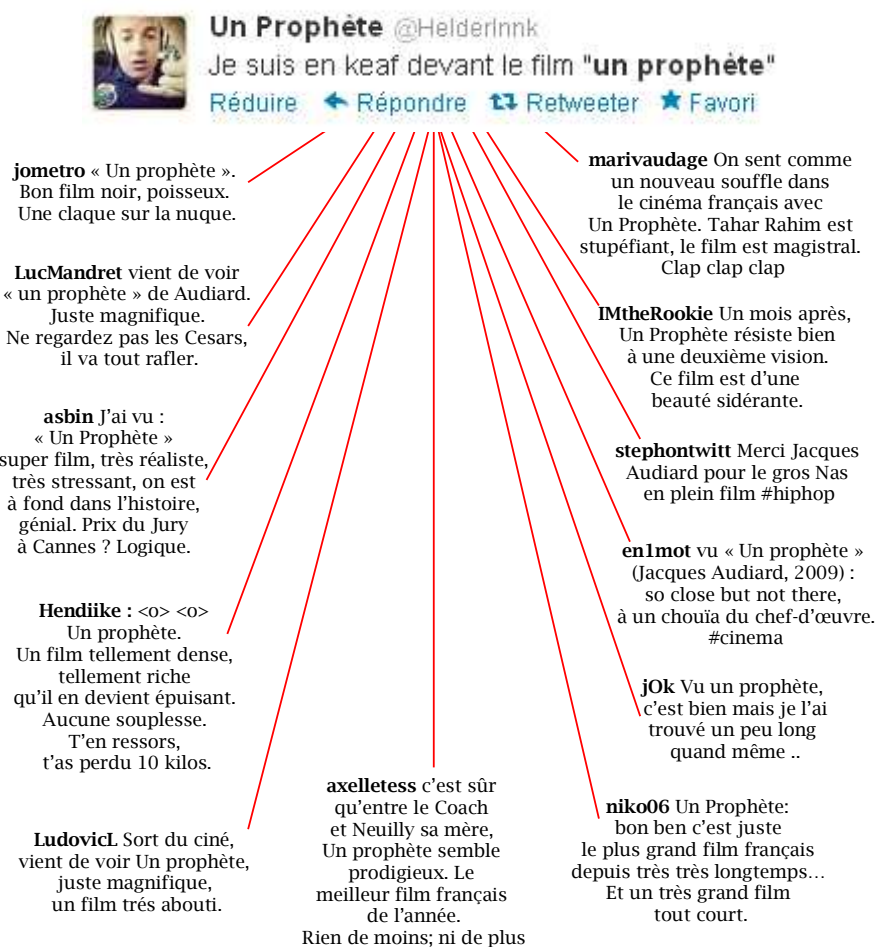 Un Prophète @HelderInnk
Je suis en keaf devant le film "un prophète"
Réduire Répondre Retweeter Favori
jometro « Un prophète ».
Bon film noir, poisseux.
Une claque sur la nuque.
LucMandret vient de voir
« un prophète » de Audiard.
Juste magnifique.
Ne regardez pas les Cesars,
il va tout rafler.
asbin J'ai vu :
« Un Prophète »
super film, très réaliste,
très stressant, on est
à fond dans l'histoire,
génial. Prix du Jury
à Cannes ? Logique.
Hendiike : <o> <o>
Un prophète.
Un film tellement dense,
tellement riche
qu'il en devient épuisant.
Aucune souplesse.
T'en ressors,
t'as perdu 10 kilos.
LudovicL Sort du ciné,
vient de voir Un prophète,
juste magnifique,
un film trés abouti.
axelletess c'est sûr
qu'entre le Coach
et Neuilly sa mère,
Un prophète semble
prodigieux. Le
meilleur film français
de l'année.
Rien de moins; ni de plus
marivaudage On sent comme
un nouveau souffle dans
le cinéma français avec
Un Prophète. Tahar Rahim est
stupéfiant, le film est magistral.
Clap clap clap
IMtheRookie Un mois après,
Un Prophète résiste bien
à une deuxième vision.
Ce film est d'une
beauté sidérante.
stephontwitt Merci Jacques
Audiard pour le gros Nas
en plein film #hiphop
en1mot vu « Un prophète »
(Jacques Audiard, 2009) :
so close but not there,
à un chouïa du chef-d'œuvre.
#cinema
jOk Vu un prophète,
c'est bien mais je l'ai
trouvé un peu long
quand même ..
niko06 Un Prophète:
bon ben c'est juste
le plus grand film français
depuis très très longtemps…
Et un très grand film
tout court.